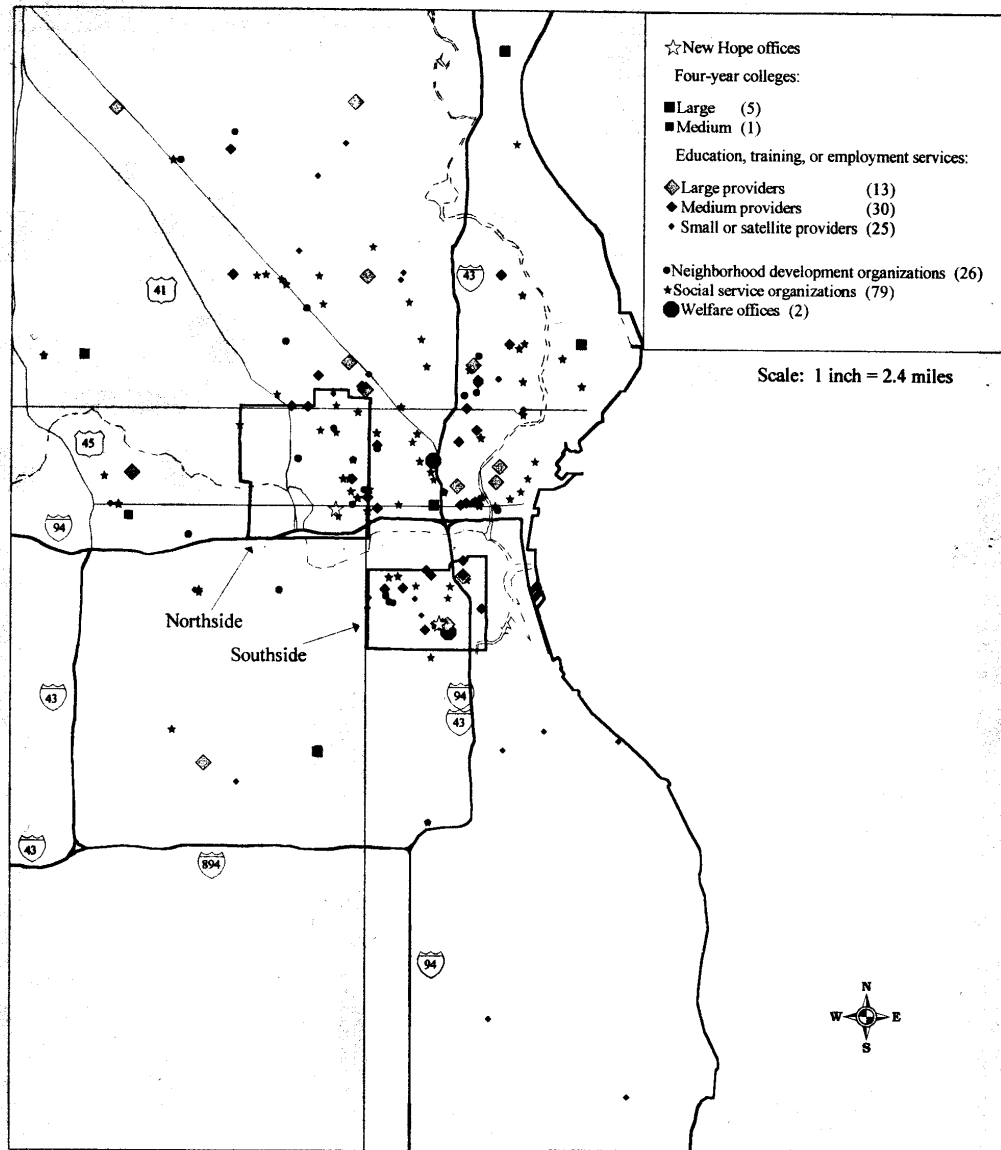 ☆New Hope offices
Four-year colleges:
■Large (5)
■Medium (1)
Education, training, or employment services:
◈Large providers (13)
◆Medium providers (30)
◆Small or satellite providers (25)
●Neighborhood development organizations (26)
★Social service organizations (79)
●Welfare offices (2)
Scale: 1 inch = 2.4 miles
41
43
45
94
Northside
Southside
43
94
43
43
894
94
N
W E
S